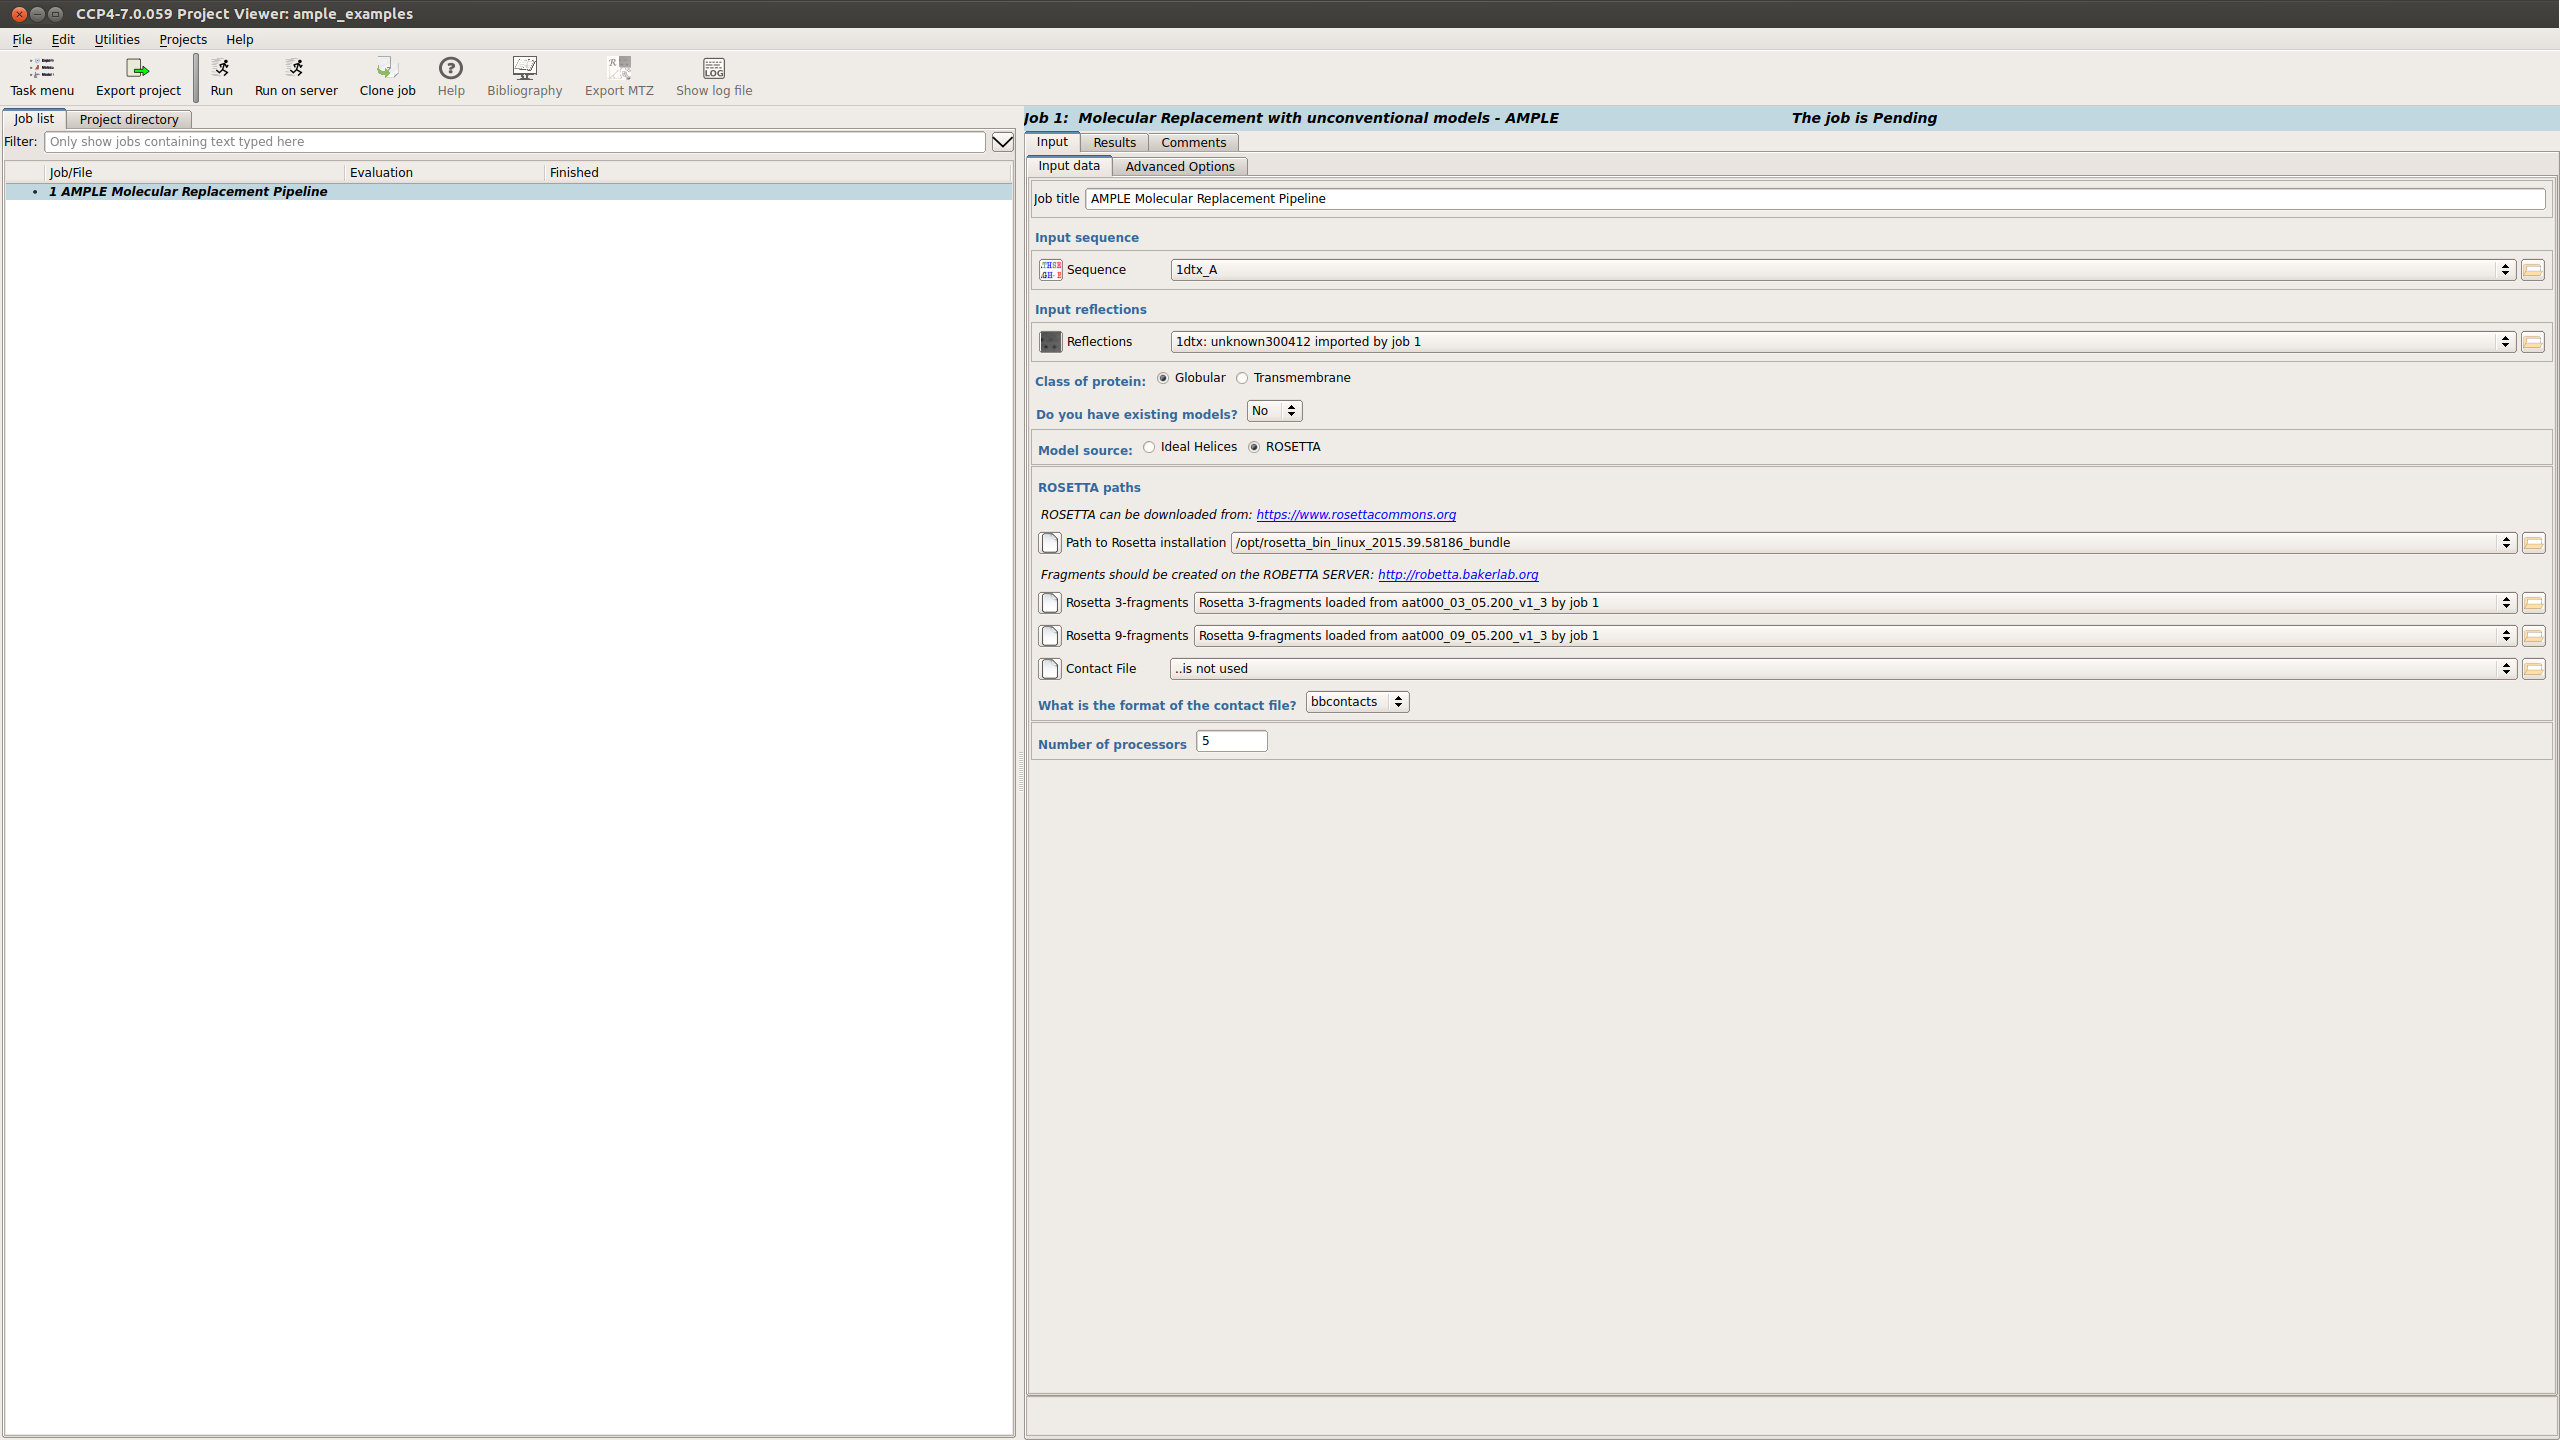 CCP4-7.0.059 Project Viewer: ample_examples
File Edit Utilities Projects Help
Task menu Export project Run Run on server Clone job Help Bibliography Export MTZ Show log file
Job list Project directory
Filter: Only show jobs containing text typed here
Job/File Evaluation Finished
1 AMPLE Molecular Replacement Pipeline
Job 1: Molecular Replacement with unconventional models - AMPLE The job is Pending
Input Results Comments
Input data Advanced Options
Job title AMPLE Molecular Replacement Pipeline
Input sequence
Sequence 1dtx_A
Input reflections
Reflections 1dtx: unknown300412 imported by job 1
Class of protein: Globular Transmembrane
Do you have existing models? No
Model source: Ideal Helices ROSETTA
ROSETTA paths
ROSETTA can be downloaded from: https://www.rosettacommons.org
Path to Rosetta installation /opt/rosetta_bin_linux_2015.39.58186_bundle
Fragments should be created on the ROBETTA SERVER: http://robetta.bakerlab.org
Rosetta 3-fragments Rosetta 3-fragments loaded from aat000_03_05.200_v1_3 by job 1
Rosetta 9-fragments Rosetta 9-fragments loaded from aat000_09_05.200_v1_3 by job 1
Contact File ..is not used
What is the format of the contact file? bbcontacts
Number of processors 5